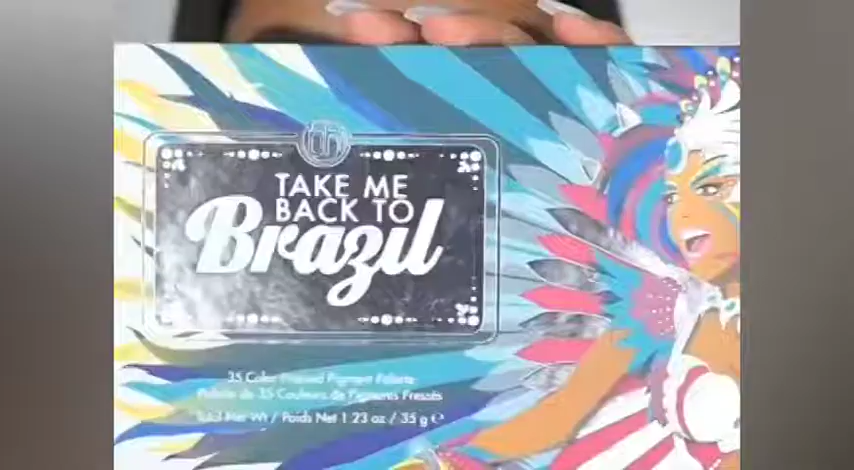 bh
TAKE ME
BACK TO
Brazil
35 Color Pressed Pigment Palette
Palette de 35 Couleurs de Pigments Pressés
Net Wt / Poids Net 1.23 oz / 35 g e